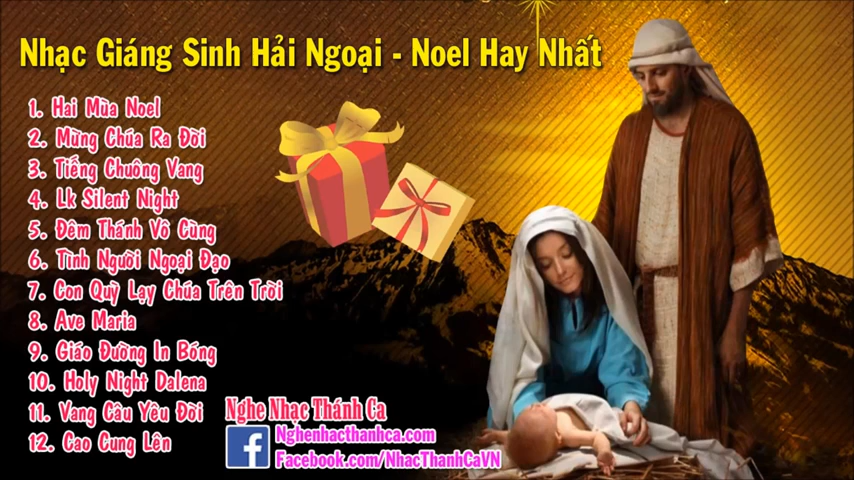 Nhạc Giáng Sinh Hải Ngoại - Noel Hay Nhất
1. Hai Mùa Noel
2. Mừng Chúa Ra Đời
3. Tiếng Chuông Vang
4. Lk Silent Night
5. Đêm Thánh Vô Cùng
6. Tình Người Ngoại Đạo
7. Con Quỳ Lạy Chúa Trên Trời
8. Ave Maria
9. Giáo Đường In Bóng
10. Holy Night Dalena
11. Vang Câu Yêu Đời
12. Cao Cung Lên
Nghe Nhạc Thánh Ca
f
Nghenhacthanhca.com
Facebook.com/NhacThanhCaVN